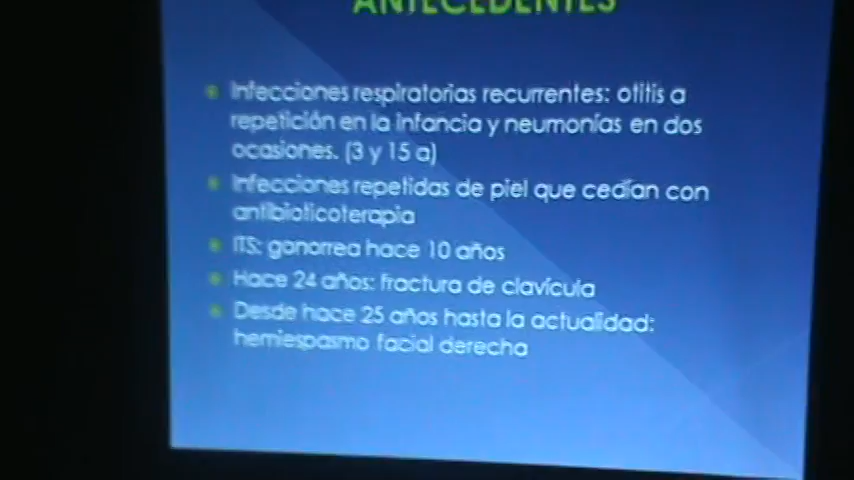 ANTECEDENTES
Infecciones respiratorias recurrentes: otitis a
repetición en la infancia y neumonías en dos
ocasiones. (3 y 15 a)
Infecciones repetidas de piel que cedían con
antibioticoterapia
ITS: gonorrea hace 10 años
Hace 24 años: fractura de clavícula
Desde hace 25 años hasta la actualidad:
hemiespasmo facial derecha